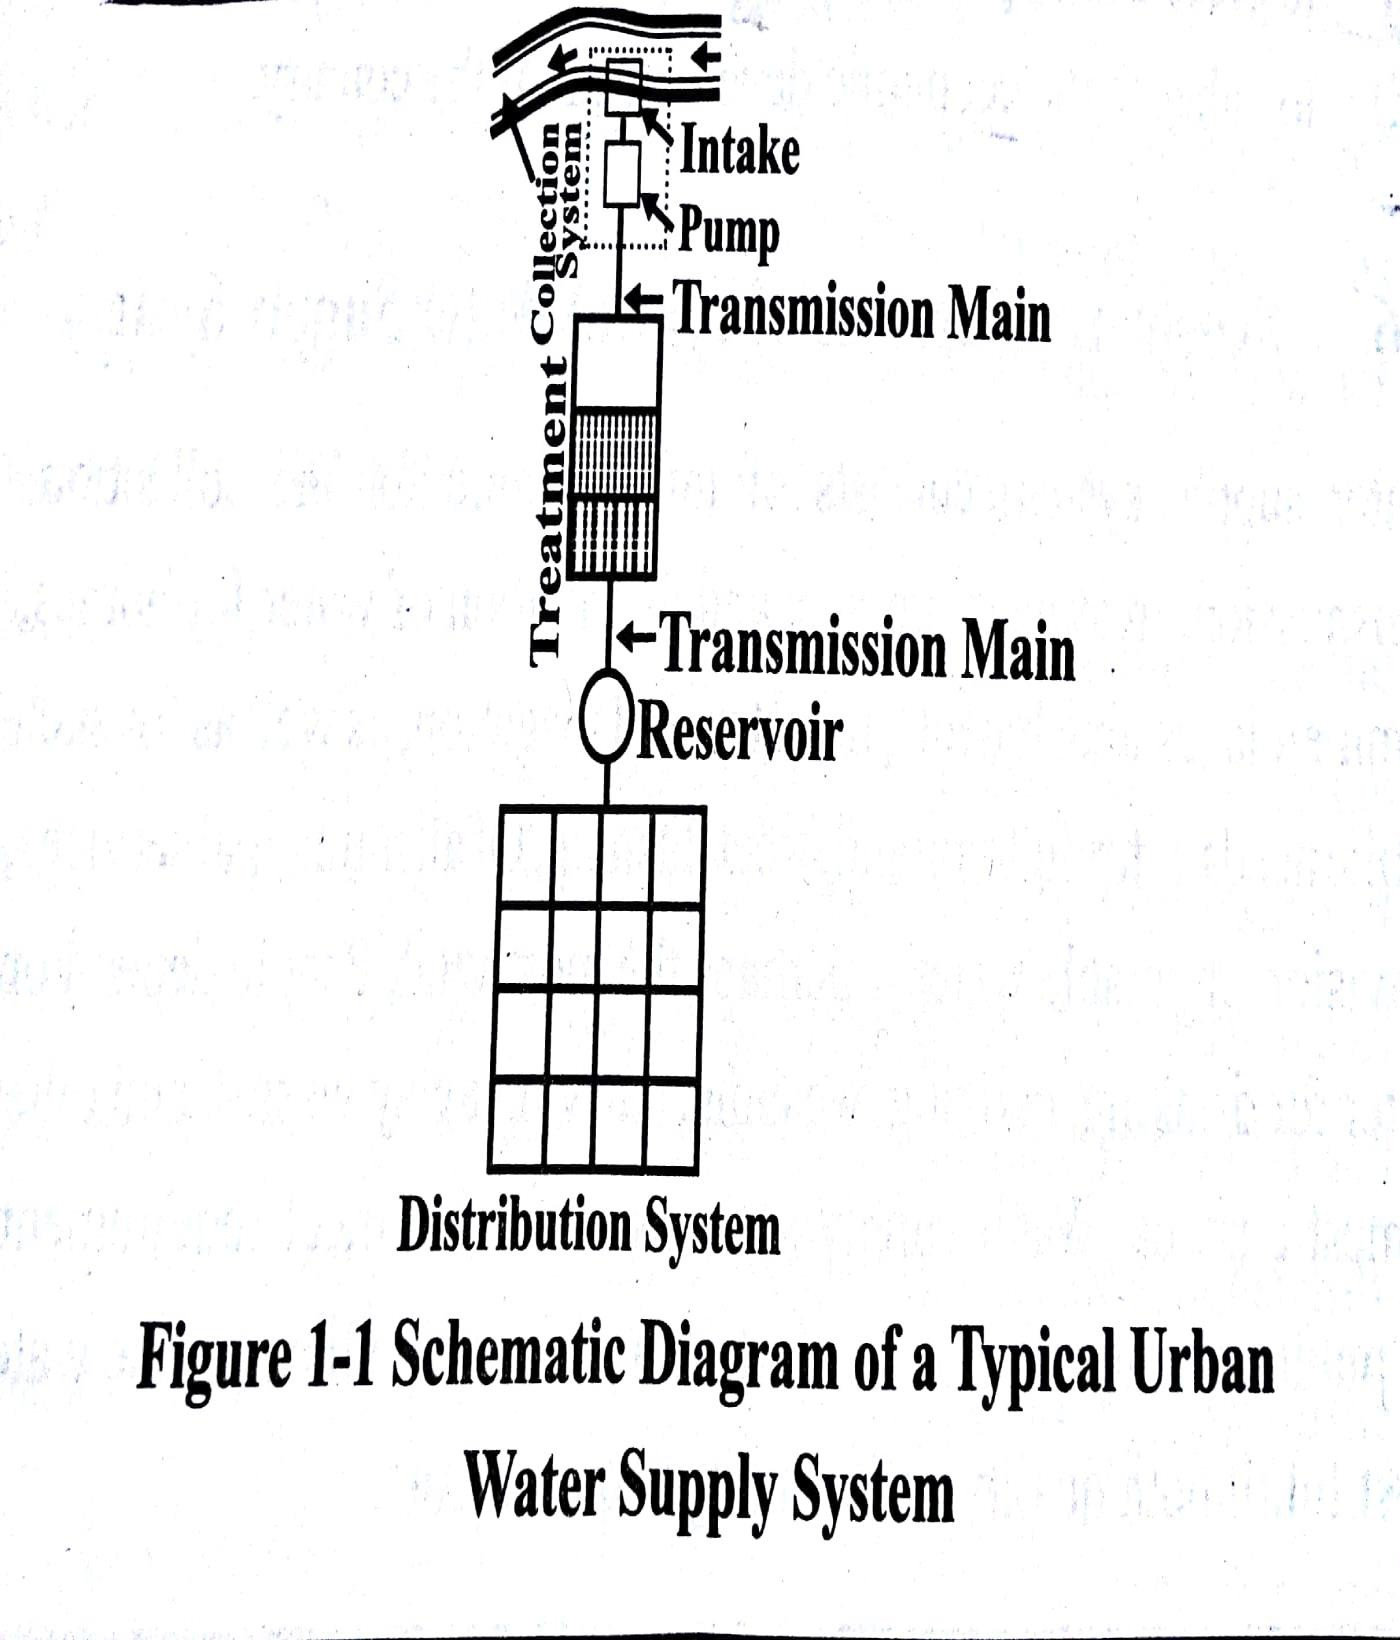 Intake
Pump
Collection
System
Transmission Main
Treatment
Transmission Main
Reservoir
Distribution System
Figure 1-1 Schematic Diagram of a Typical Urban
Water Supply System